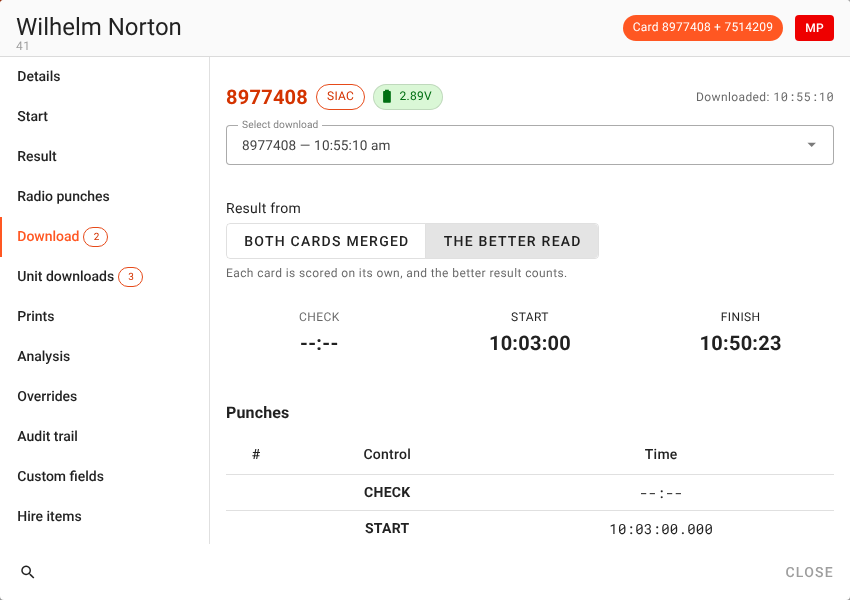 Wilhelm Norton
41
Card 8977408 + 7514209
MP
Details
Start
Result
Radio punches
Download 2
Unit downloads 3
Prints
Analysis
Overrides
Audit trail
Custom fields
Hire items
8977408 SIAC 2.89V Downloaded: 10:55:10
Select download
8977408 — 10:55:10 am
Result from
BOTH CARDS MERGED THE BETTER READ
Each card is scored on its own, and the better result counts.
CHECK START FINISH
--:-- 10:03:00 10:50:23
Punches
# Control Time
CHECK --:--
START 10:03:00.000
CLOSE